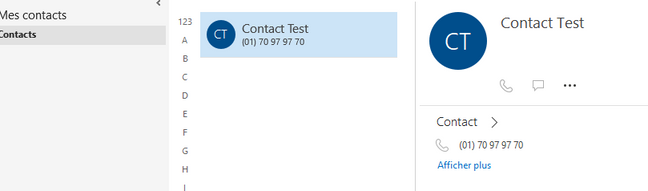 Mes contacts
Contacts
123
A
B
C
D
E
F
G
H
CT
Contact Test
(01) 70 97 97 70
CT
Contact Test
Contact
(01) 70 97 97 70
Afficher plus